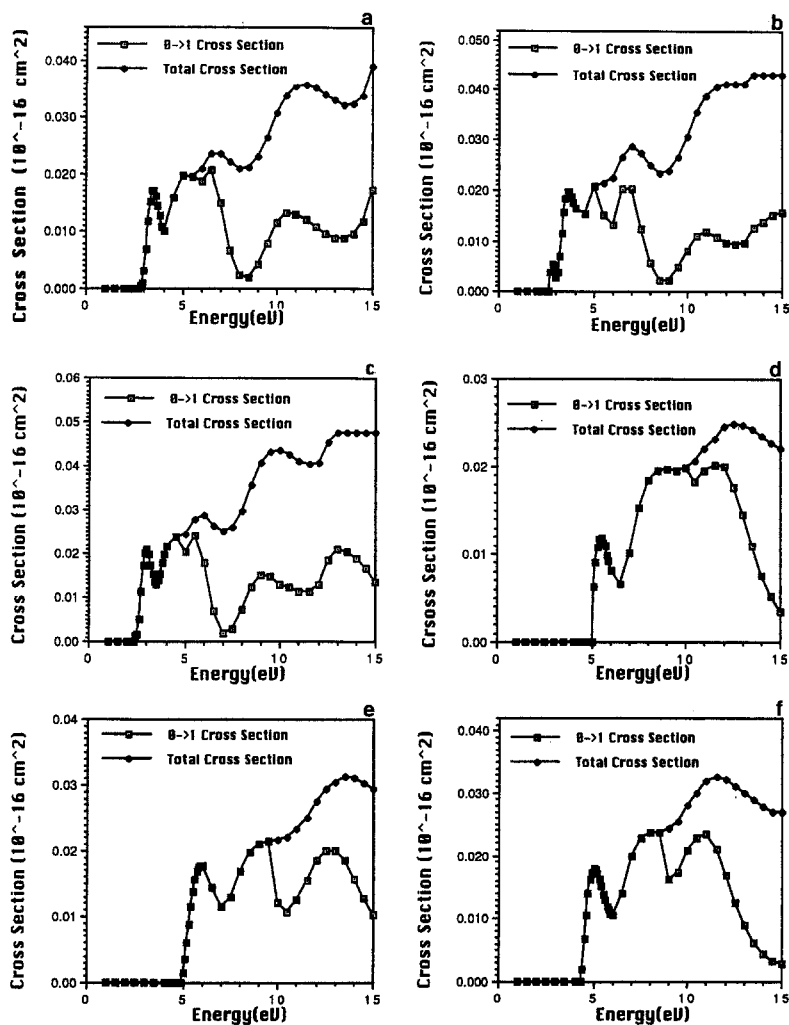 a
0->1 Cross Section
Total Cross Section
Cross Section (10^-16 cm^2)
0.040
0.030
0.020
0.010
0.000
0 5 10 15
Energy(eV)
b
0->1 Cross Section
Total Cross Section
Cross Section (10^-16 cm^2)
0.050
0.040
0.030
0.020
0.010
0.000
0 5 10 15
Energy(eV)
c
0->1 Cross Section
Total Cross Section
Cross Section (10^-16 cm^2)
0.06
0.05
0.04
0.03
0.02
0.01
0.00
0 5 10 15
Energy(eV)
d
0->1 Cross Section
Total Cross Section
Crsoss Section (10^-16 cm^2)
0.03
0.02
0.01
0.00
0 5 10 15
Energy(eV)
e
0->1 Cross Section
Total Cross Section
Cross Section (10^-16 cm^2)
0.04
0.03
0.02
0.01
0.00
0 5 10 15
Energy(eV)
f
0->1 Cross Section
Total Cross Section
Cross Section (10^-16 cm^2)
0.040
0.030
0.020
0.010
0.000
0 5 10 15
Energy(eV)